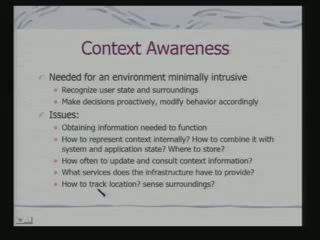 Context Awareness
Needed for an environment minimally intrusive
Recognize user state and surroundings
Make decisions proactively, modify behavior accordingly
Issues:
Obtaining information needed to function
How to represent context internally? How to combine it with
system and application state? Where to store?
How often to update and consult context information?
What services does the infrastructure have to provide?
How to track location? sense surroundings?